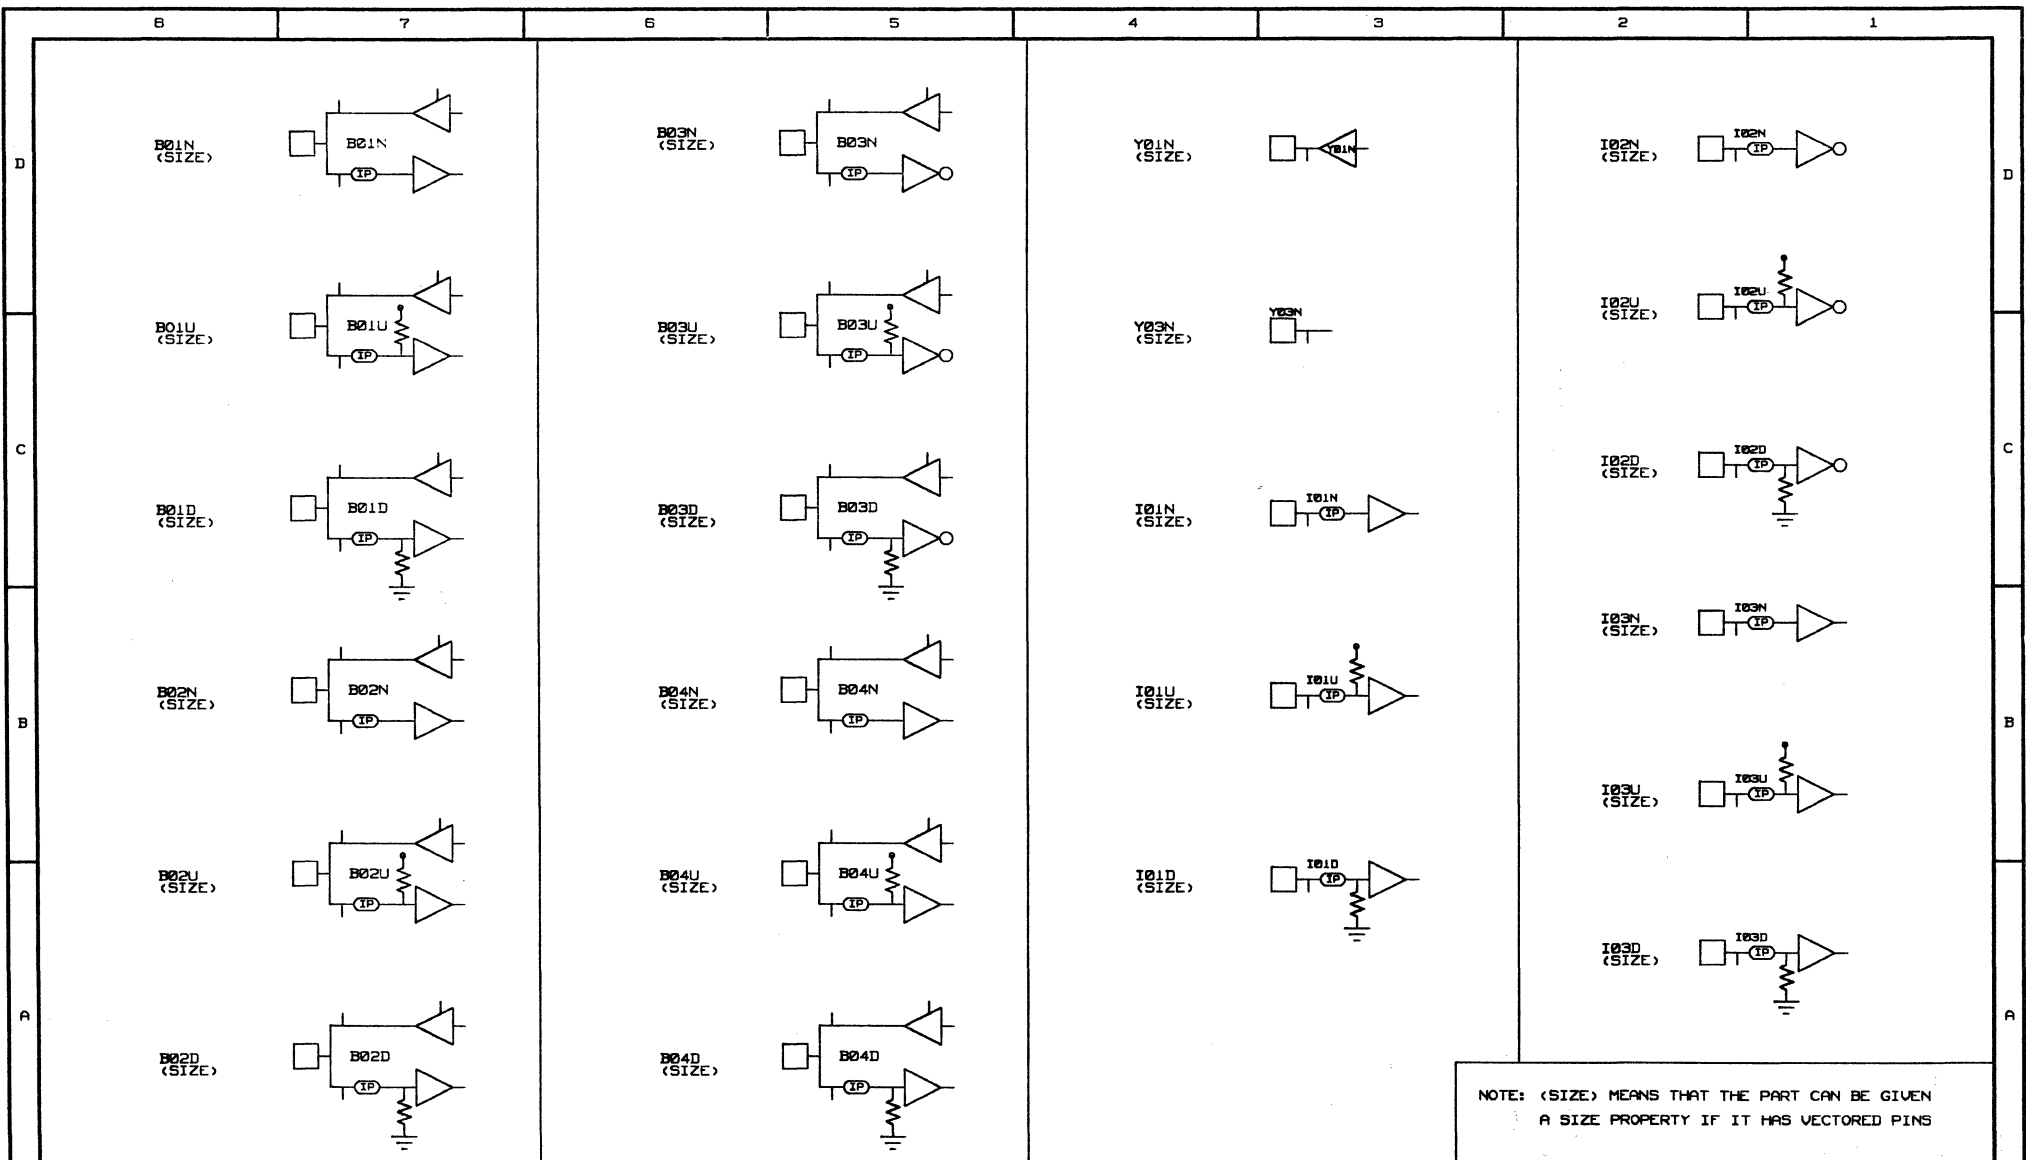 8 7 6 5 4 3 2 1
D
C
B
A
B01N
(SIZE)
B01N
IP
B01U
(SIZE)
B01U
IP
B01D
(SIZE)
B01D
IP
B02N
(SIZE)
B02N
IP
B02U
(SIZE)
B02U
IP
B02D
(SIZE)
B02D
IP
B03N
(SIZE)
B03N
IP
B03U
(SIZE)
B03U
IP
B03D
(SIZE)
B03D
IP
B04N
(SIZE)
B04N
IP
B04U
(SIZE)
B04U
IP
B04D
(SIZE)
B04D
IP
Y01N
(SIZE)
Y01N
Y03N
(SIZE)
Y03N
I01N
(SIZE)
I01N
IP
I01U
(SIZE)
I01U
IP
I01D
(SIZE)
I01D
IP
I02N
(SIZE)
I02N
IP
I02U
(SIZE)
I02U
IP
I02D
(SIZE)
I02D
IP
I03N
(SIZE)
I03N
IP
I03U
(SIZE)
I03U
IP
I03D
(SIZE)
I03D
IP
D
C
B
A
NOTE: (SIZE) MEANS THAT THE PART CAN BE GIVEN
A SIZE PROPERTY IF IT HAS VECTORED PINS